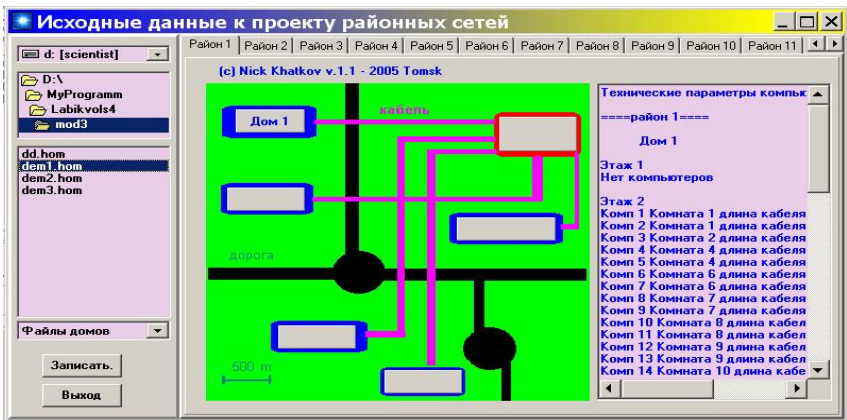 Исходные данные к проекту районных сетей
d: [scientist]
D:\
MyProgramm
Labikvols4
mod3
dd.hom
dem1.hom
dem2.hom
dem3.hom
Файлы домов
Записать.
Выход
Район 1 Район 2 Район 3 Район 4 Район 5 Район 6 Район 7 Район 8 Район 9 Район 10 Район 11
(c) Nick Khatkov v.1.1 - 2005 Tomsk
кабель
Дом 1
дорога
500 m
Технические параметры компьк
====район 1====
Дом 1
Этаж 1
Нет компьютеров
Этаж 2
Комп 1 Комната 1 длина кабеля
Комп 2 Комната 1 длина кабеля
Комп 3 Комната 2 длина кабеля
Комп 4 Комната 4 длина кабеля
Комп 5 Комната 4 длина кабеля
Комп 6 Комната 6 длина кабеля
Комп 7 Комната 6 длина кабеля
Комп 8 Комната 7 длина кабеля
Комп 9 Комната 7 длина кабеля
Комп 10 Комната 8 длина кабел
Комп 11 Комната 8 длина кабел
Комп 12 Комната 9 длина кабел
Комп 13 Комната 9 длина кабел
Комп 14 Комната 10 длина кабе